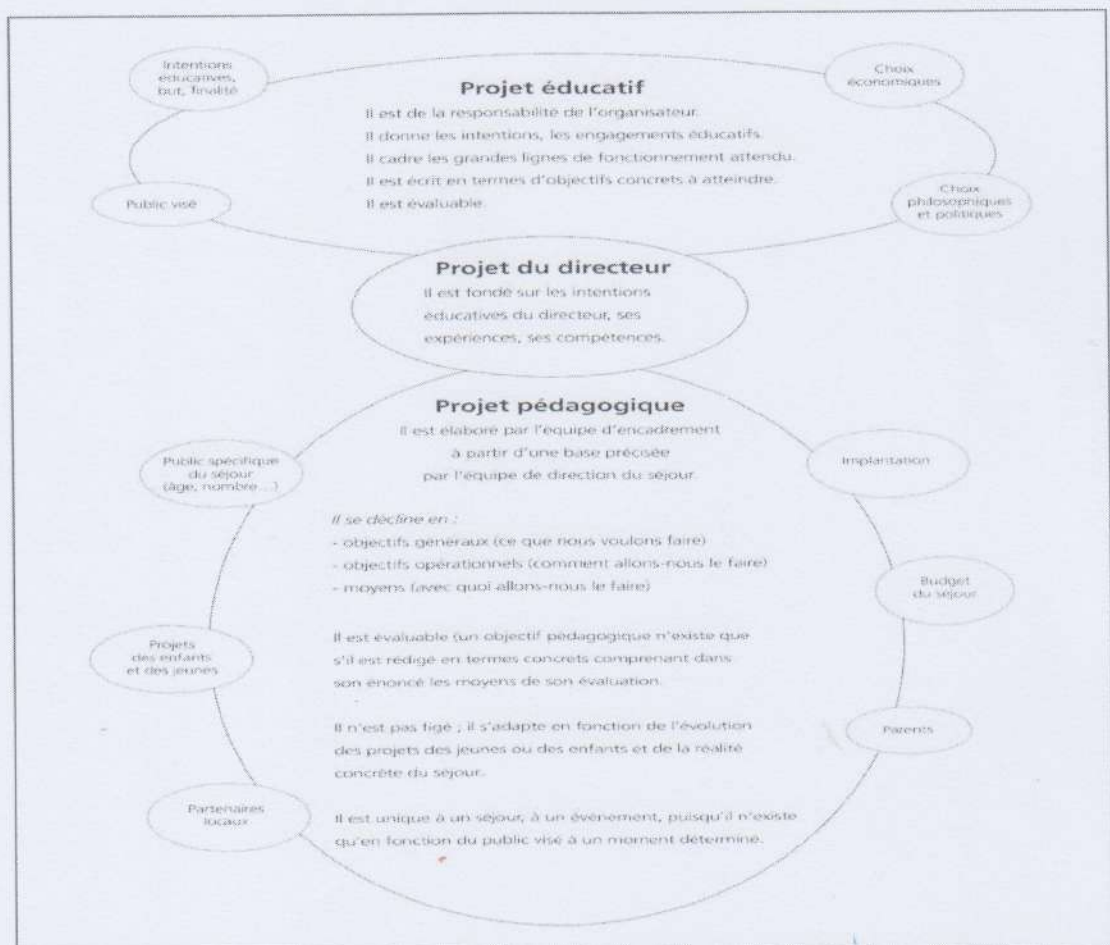 Intentions
éducatives,
but, finalité
Choix
économiques
Projet éducatif
Il est de la responsabilité de l'organisateur.
Il donne les intentions, les engagements éducatifs.
Il cadre les grandes lignes de fonctionnement attendu.
Il est écrit en termes d'objectifs concrets à atteindre.
Il est évaluable.
Public visé
Choix
philosophiques
et politiques
Projet du directeur
Il est fondé sur les intentions
éducatives du directeur, ses
expériences, ses compétences.
Projet pédagogique
Il est élaboré par l'équipe d'encadrement
à partir d'une base précisée
par l'équipe de direction du séjour.
Public spécifique
du séjour
(âge, nombre...)
Implantation
Il se décline en :
- objectifs généraux (ce que nous voulons faire)
- objectifs opérationnels (comment allons-nous le faire)
- moyens (avec quoi allons-nous le faire)
Budget
du séjour
Il est évaluable (un objectif pédagogique n'existe que
s'il est rédigé en termes concrets comprenant dans
son énoncé les moyens de son évaluation.
Projets
des enfants
et des jeunes
Il n'est pas figé ; il s'adapte en fonction de l'évolution
des projets des jeunes ou des enfants et de la réalité
concrète du séjour.
Parents
Partenaires
locaux
Il est unique à un séjour, à un événement, puisqu'il n'existe
qu'en fonction du public visé à un moment déterminé.